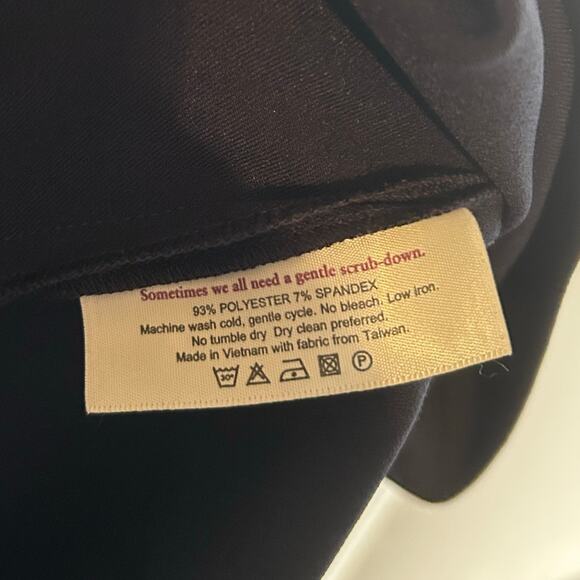 Sometimes we all need a gentle scrub-down.
93% POLYESTER 7% SPANDEX
Machine wash cold, gentle cycle. No bleach. Low iron.
No tumble dry Dry clean preferred.
Made in Vietnam with fabric from Taiwan.
30° P